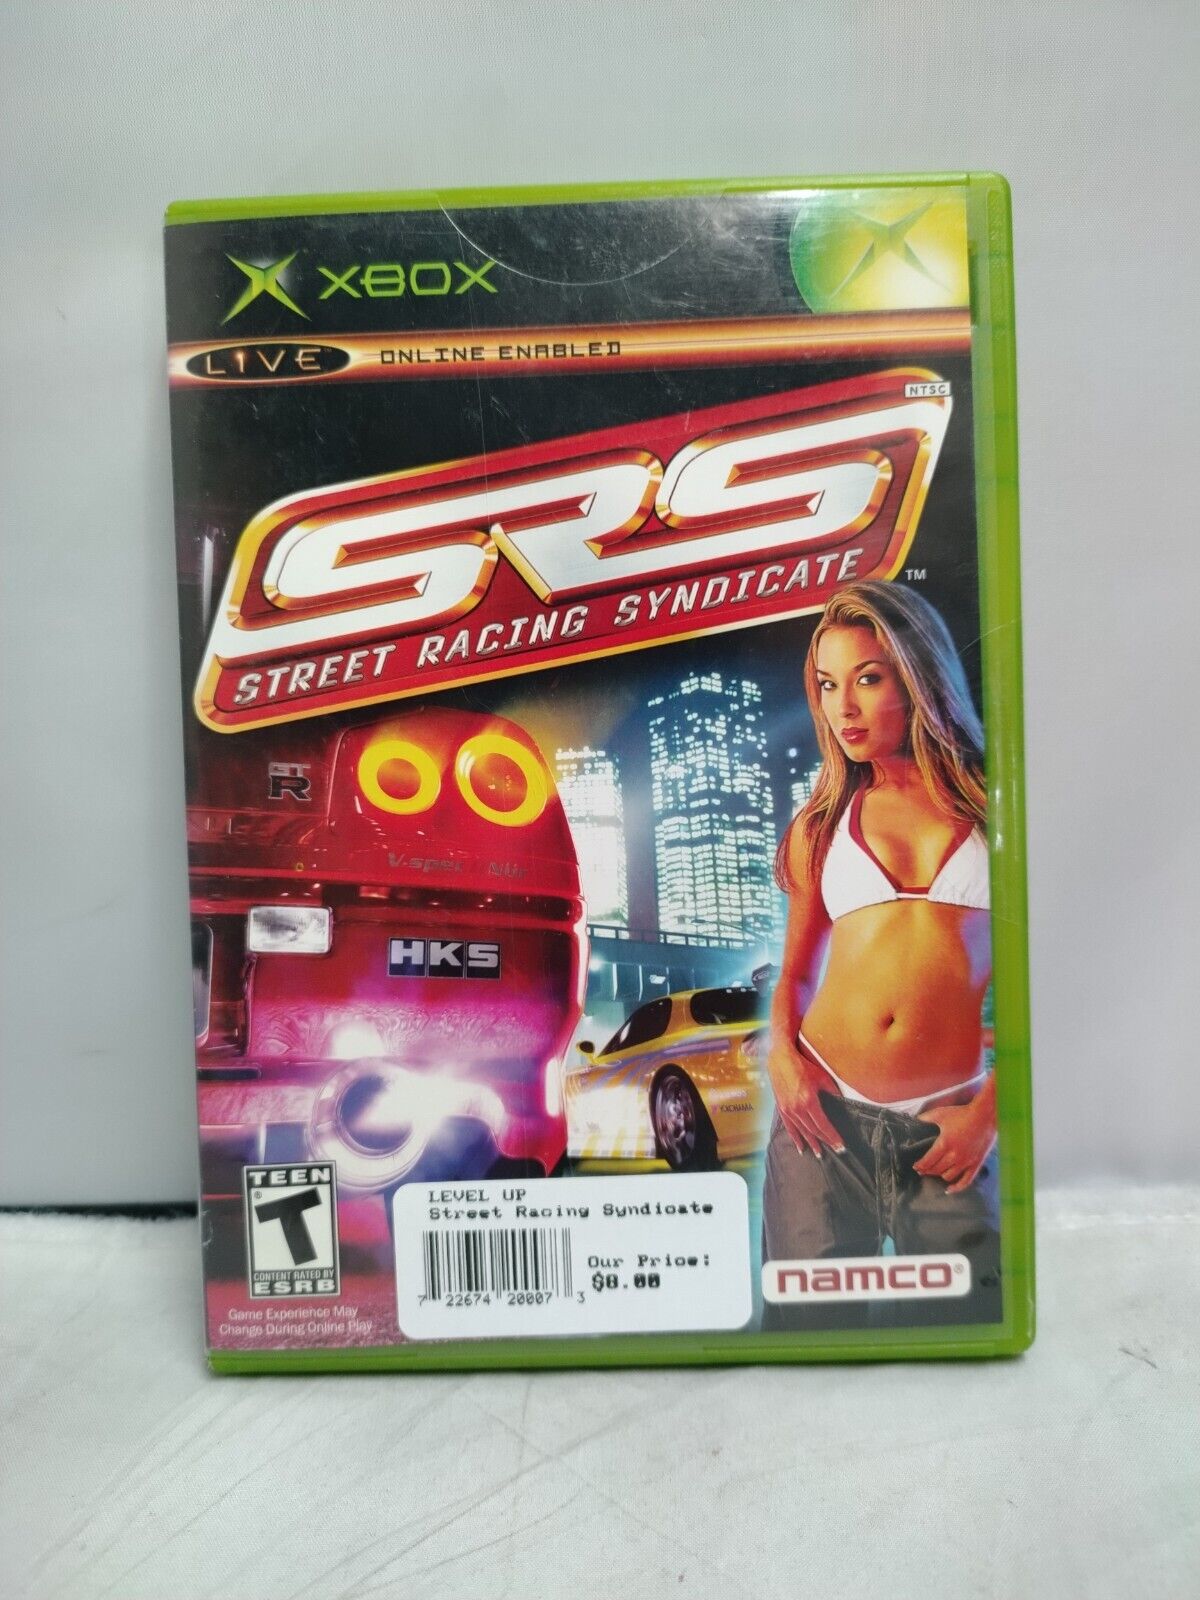 XBOX
LIVE ONLINE ENABLED
NTSC
SRS
STREET RACING SYNDICATE ™
GT
R
V-spec Nür
HKS
YOKOHAMA
TEEN
T
®
CONTENT RATED BY
ESRB
Game Experience May
Change During Online Play
LEVEL UP
Street Racing Syndicate
Our Price:
$8.00
7 22674 20007 3
namco®